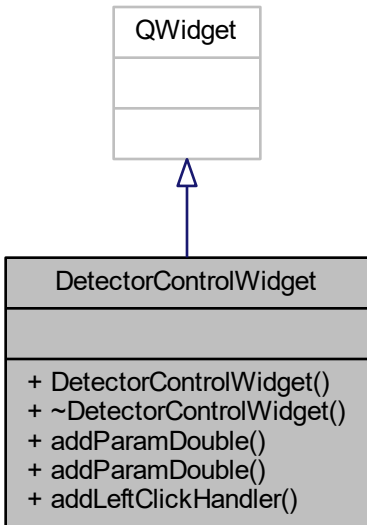 QWidget
DetectorControlWidget
+ DetectorControlWidget()
+ ~DetectorControlWidget()
+ addParamDouble()
+ addParamDouble()
+ addLeftClickHandler()